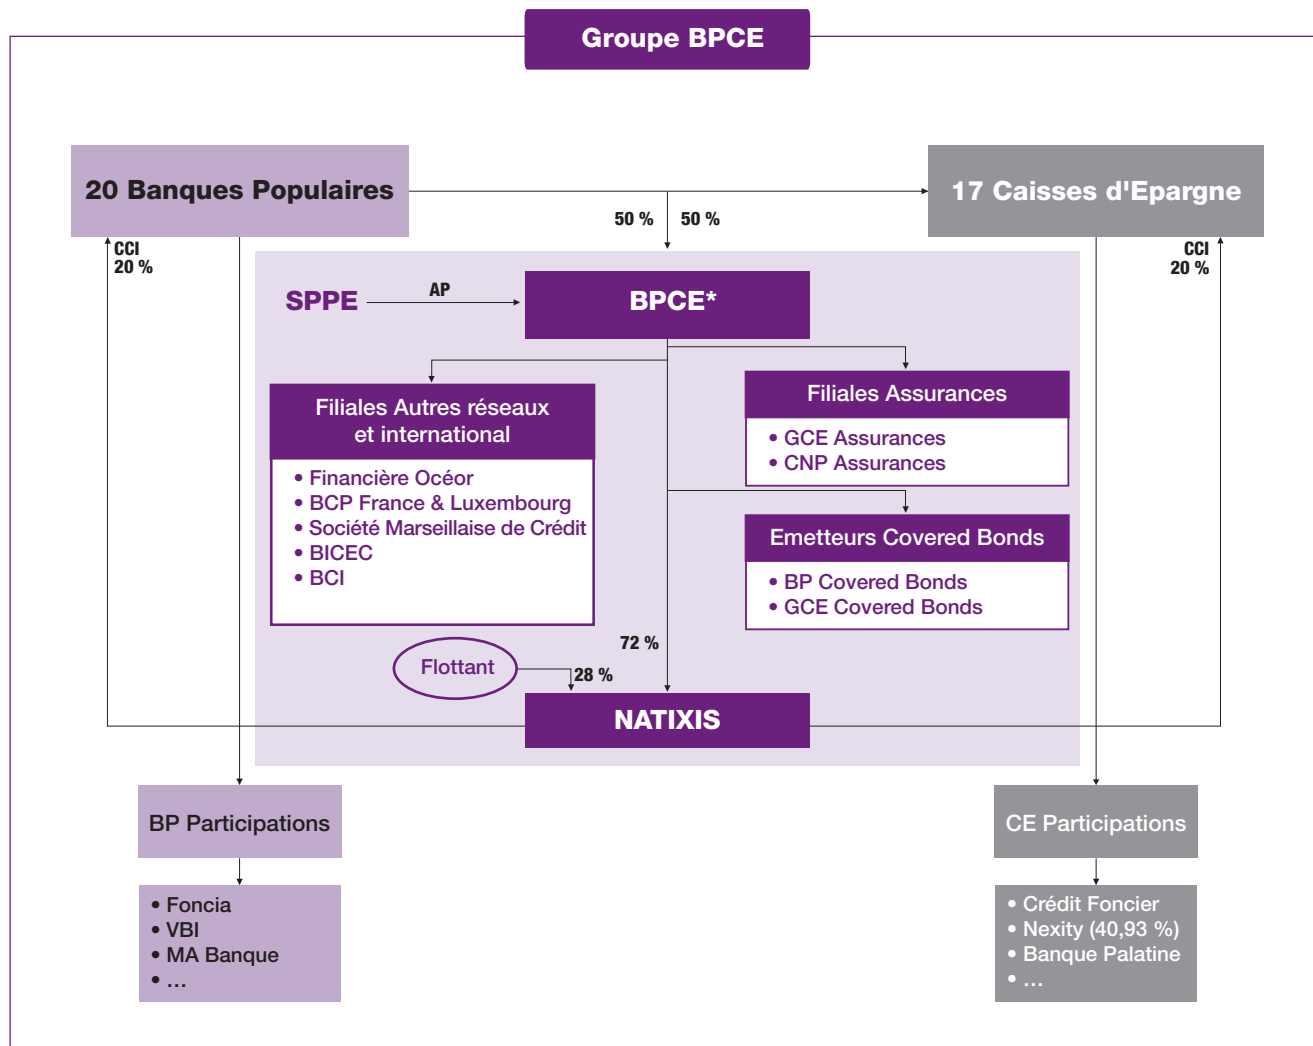 Groupe BPCE
20 Banques Populaires
17 Caisses d'Epargne
50 %
50 %
CCI
20 %
CCI
20 %
SPPE
AP
BPCE*
Filiales Autres réseaux
et international
• Financière Océor
• BCP France & Luxembourg
• Société Marseillaise de Crédit
• BICEC
• BCI
Filiales Assurances
• GCE Assurances
• CNP Assurances
Emetteurs Covered Bonds
• BP Covered Bonds
• GCE Covered Bonds
72 %
Flottant
28 %
NATIXIS
BP Participations
CE Participations
• Foncia
• VBI
• MA Banque
• ...
• Crédit Foncier
• Nexity (40,93 %)
• Banque Palatine
• ...